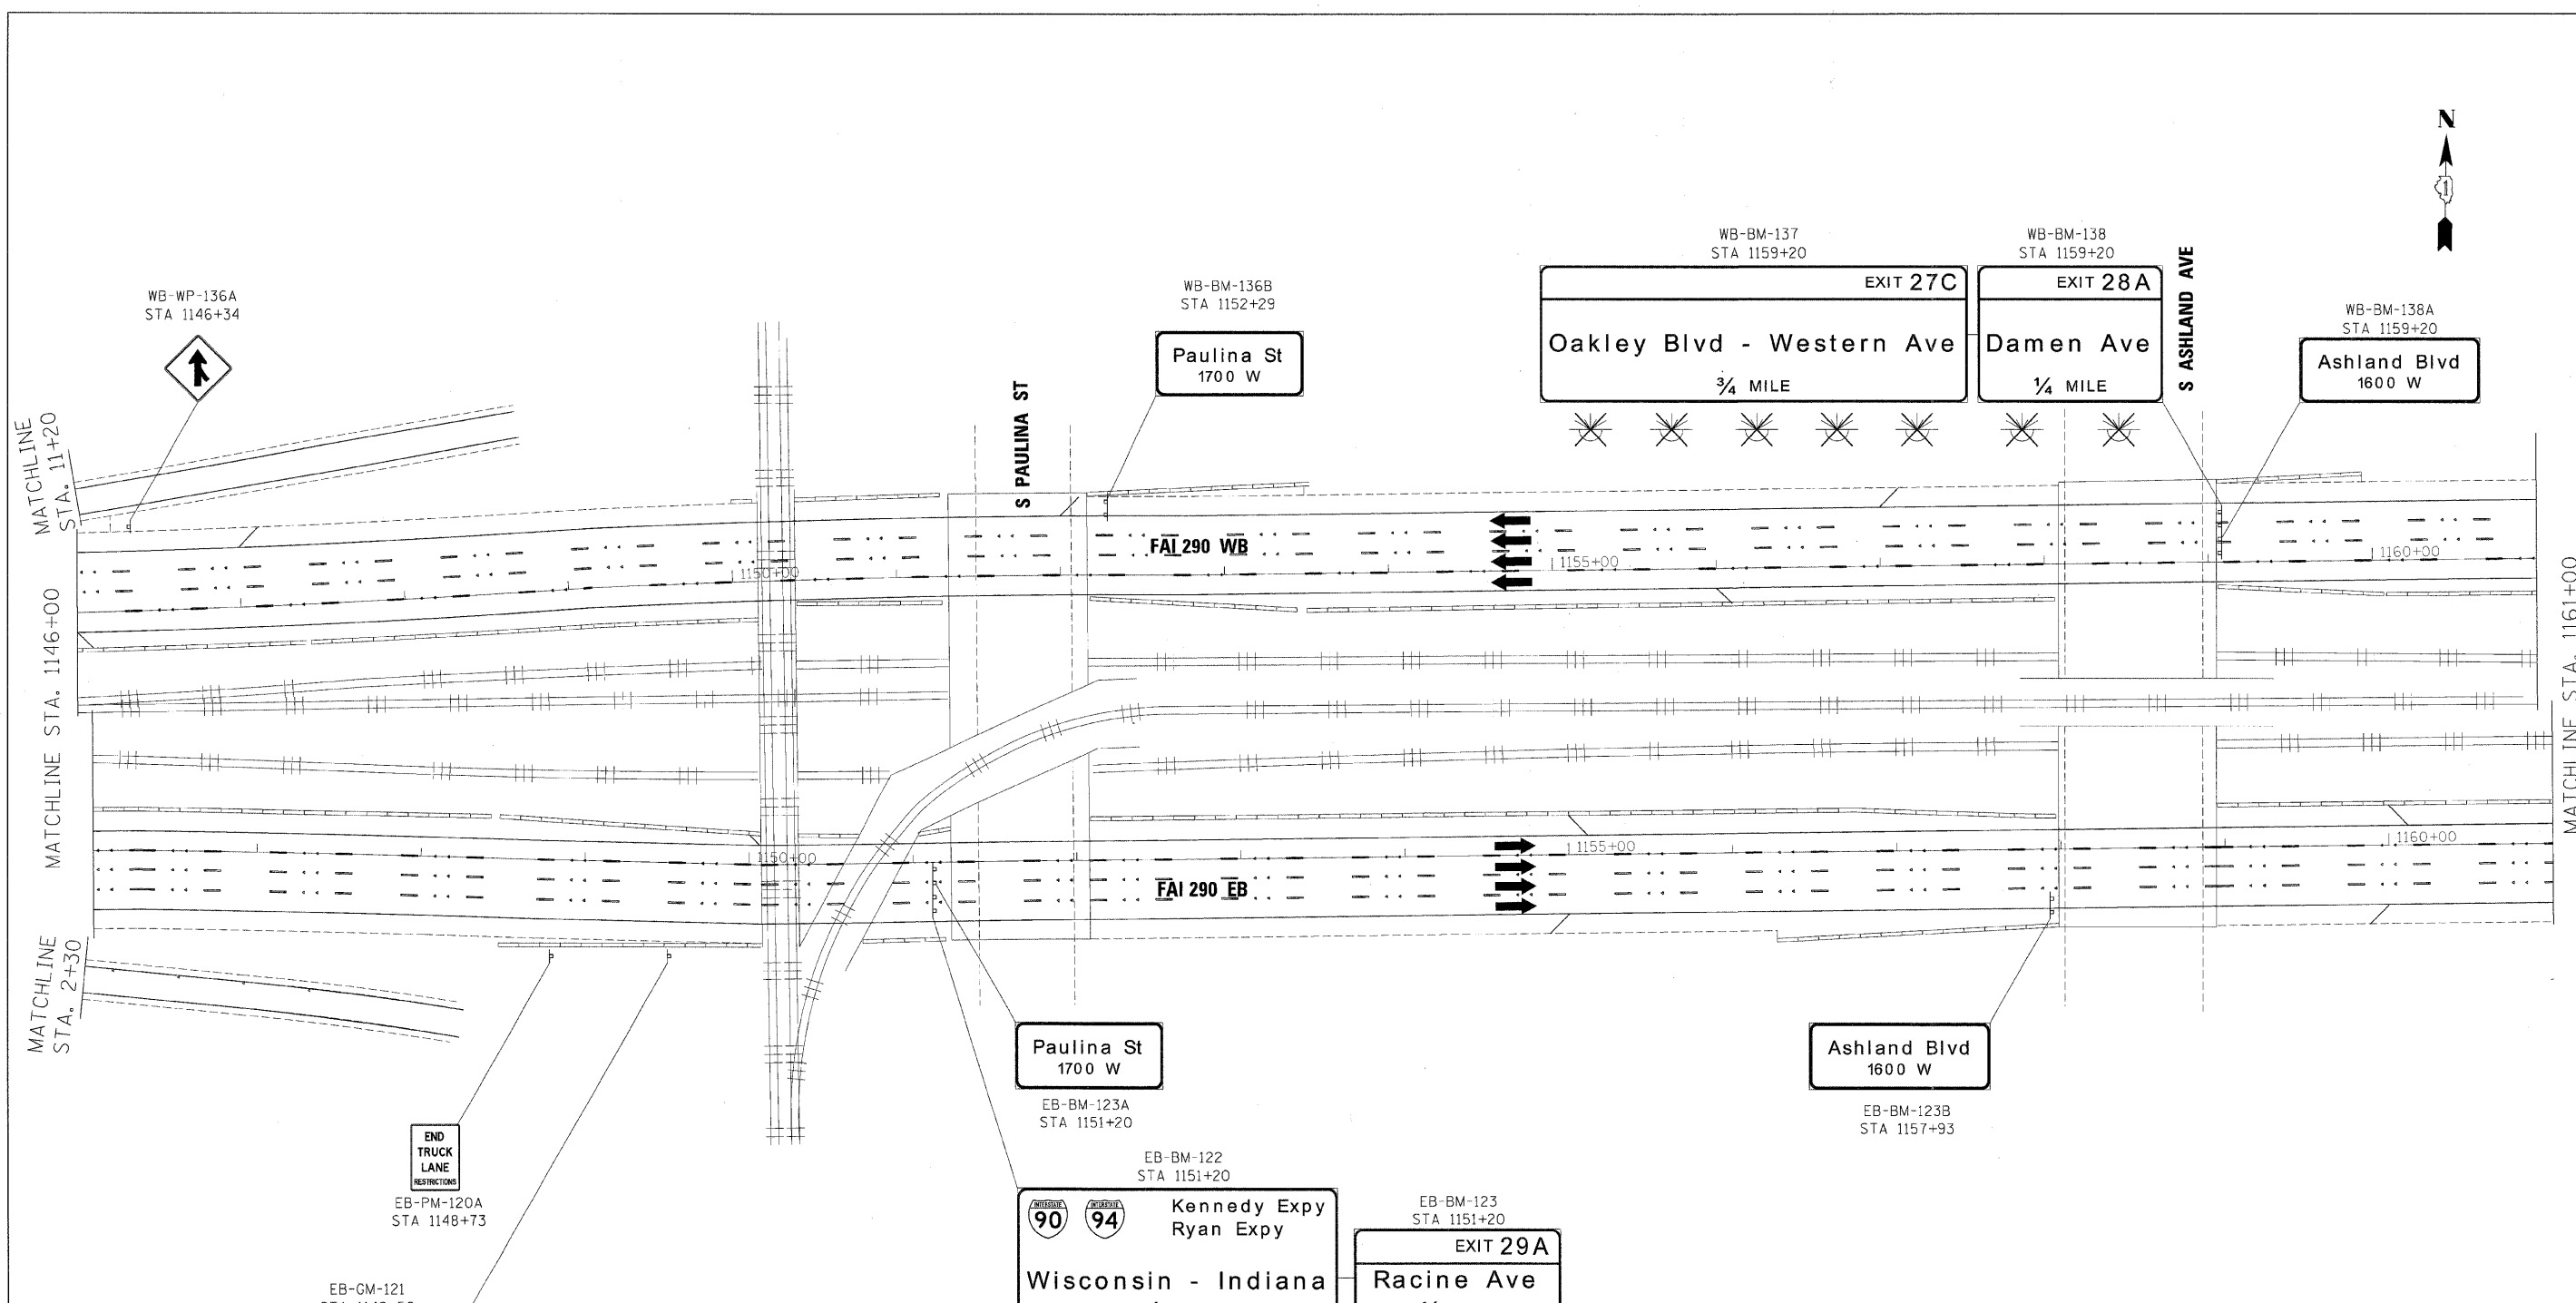 N
1
WB-BM-137
STA 1159+20
WB-BM-138
STA 1159+20
EXIT 27C
Oakley Blvd - Western Ave
¾ MILE
EXIT 28A
Damen Ave
¼ MILE
S ASHLAND AVE
WB-BM-138A
STA 1159+20
Ashland Blvd
1600 W
WB-WP-136A
STA 1146+34
WB-BM-136B
STA 1152+29
Paulina St
1700 W
S PAULINA ST
MATCHLINE
STA. 11+20
FAI 290 WB
1150+00
1155+00
1160+00
MATCHLINE STA. 1146+00
MATCHLINE STA. 1161+00
1150+00
1155+00
1160+00
FAI 290 EB
MATCHLINE
STA. 2+30
Paulina St
1700 W
EB-BM-123A
STA 1151+20
Ashland Blvd
1600 W
EB-BM-123B
STA 1157+93
END
TRUCK
LANE
RESTRICTIONS
EB-PM-120A
STA 1148+73
EB-BM-122
STA 1151+20
INTERSTATE
90
INTERSTATE
94
Kennedy Expy
Ryan Expy
Wisconsin - Indiana
EB-BM-123
STA 1151+20
EXIT 29A
Racine Ave
EB-GM-121